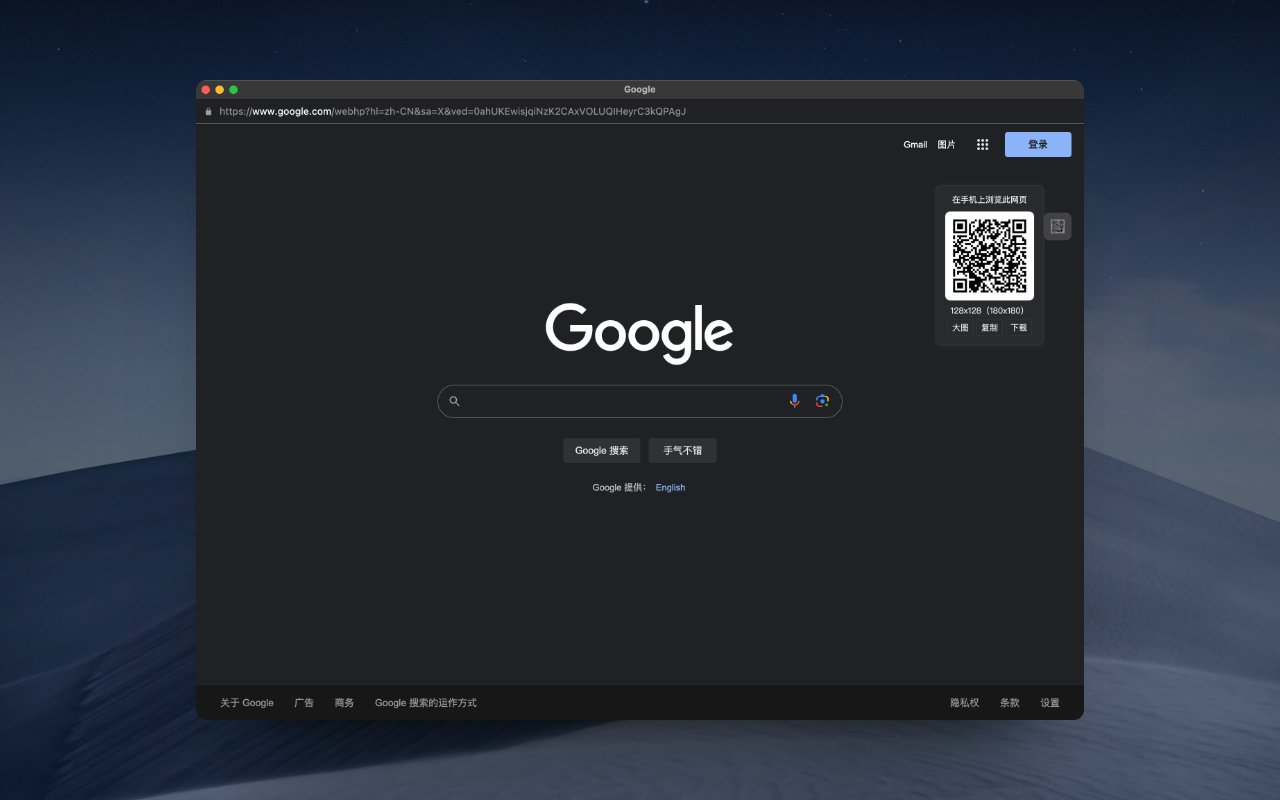 Google
https://www.google.com/webhp?hl=zh-CN&sa=X&ved=0ahUKEwisjqiNzK2CAxVOLUQIHeyrC3kQPAgJ
Gmail 图片 登录
在手机上浏览此网页
128x128（180x180）
大图 复制 下载
Google
Google 搜索 手气不错
Google 提供： English
关于 Google 广告 商务 Google 搜索的运作方式 隐私权 条款 设置